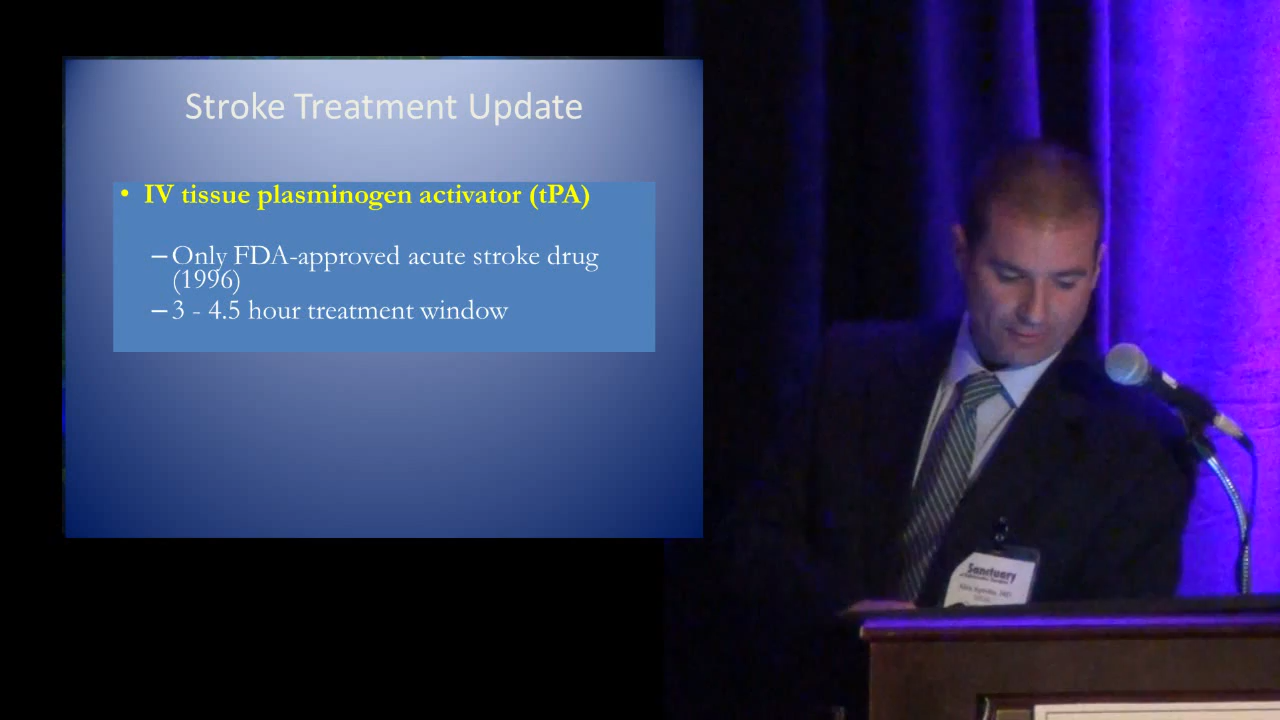 Stroke Treatment Update
• IV tissue plasminogen activator (tPA)
– Only FDA-approved acute stroke drug
(1996)
– 3 - 4.5 hour treatment window
Sanctuary